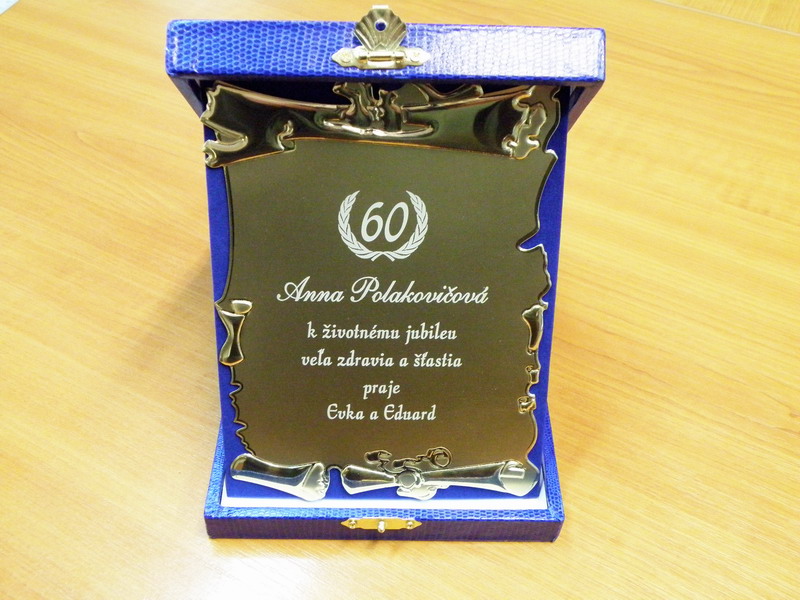 60
Anna Polakovičová
k životnému jubileu
veľa zdravia a šťastia
praje
Evka a Eduard